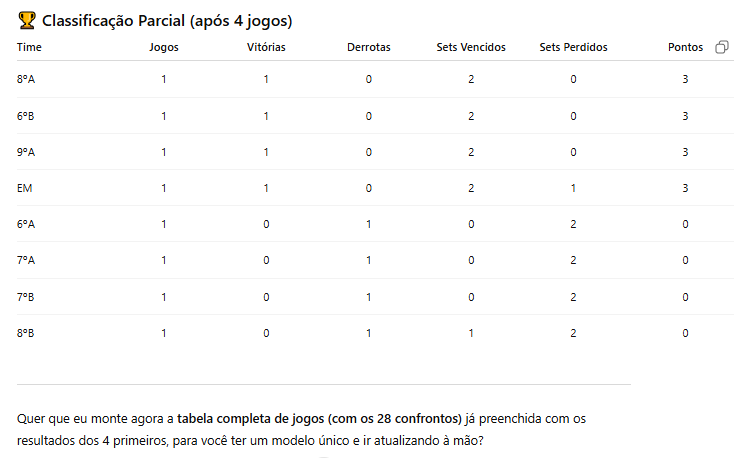 🏆 Classificação Parcial (após 4 jogos)
Time Jogos Vitórias Derrotas Sets Vencidos Sets Perdidos Pontos
8ºA 1 1 0 2 0 3
6ºB 1 1 0 2 0 3
9ºA 1 1 0 2 0 3
EM 1 1 0 2 1 3
6ºA 1 0 1 0 2 0
7ºA 1 0 1 0 2 0
7ºB 1 0 1 0 2 0
8ºB 1 0 1 1 2 0
Quer que eu monte agora a tabela completa de jogos (com os 28 confrontos) já preenchida com os
resultados dos 4 primeiros, para você ter um modelo único e ir atualizando à mão?